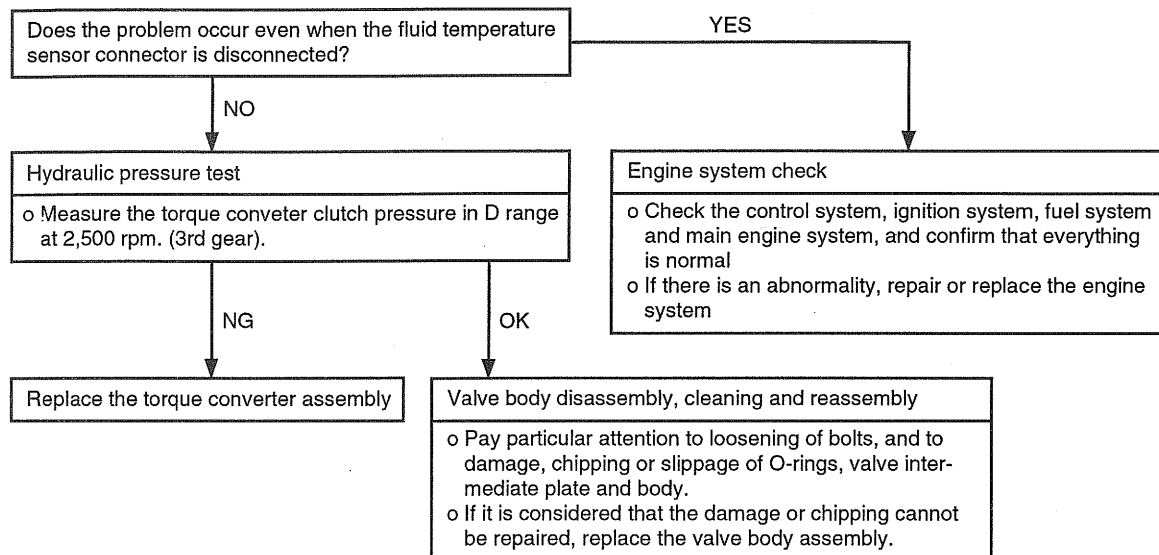 Does the problem occur even when the fluid temperature
sensor connector is disconnected?
YES
NO
Hydraulic pressure test
o Measure the torque conveter clutch pressure in D range
at 2,500 rpm. (3rd gear).
Engine system check
o Check the control system, ignition system, fuel system
and main engine system, and confirm that everything
is normal
o If there is an abnormality, repair or replace the engine
system
NG
OK
Replace the torque converter assembly
Valve body disassembly, cleaning and reassembly
o Pay particular attention to loosening of bolts, and to
damage, chipping or slippage of O-rings, valve inter-
mediate plate and body.
o If it is considered that the damage or chipping cannot
be repaired, replace the valve body assembly.